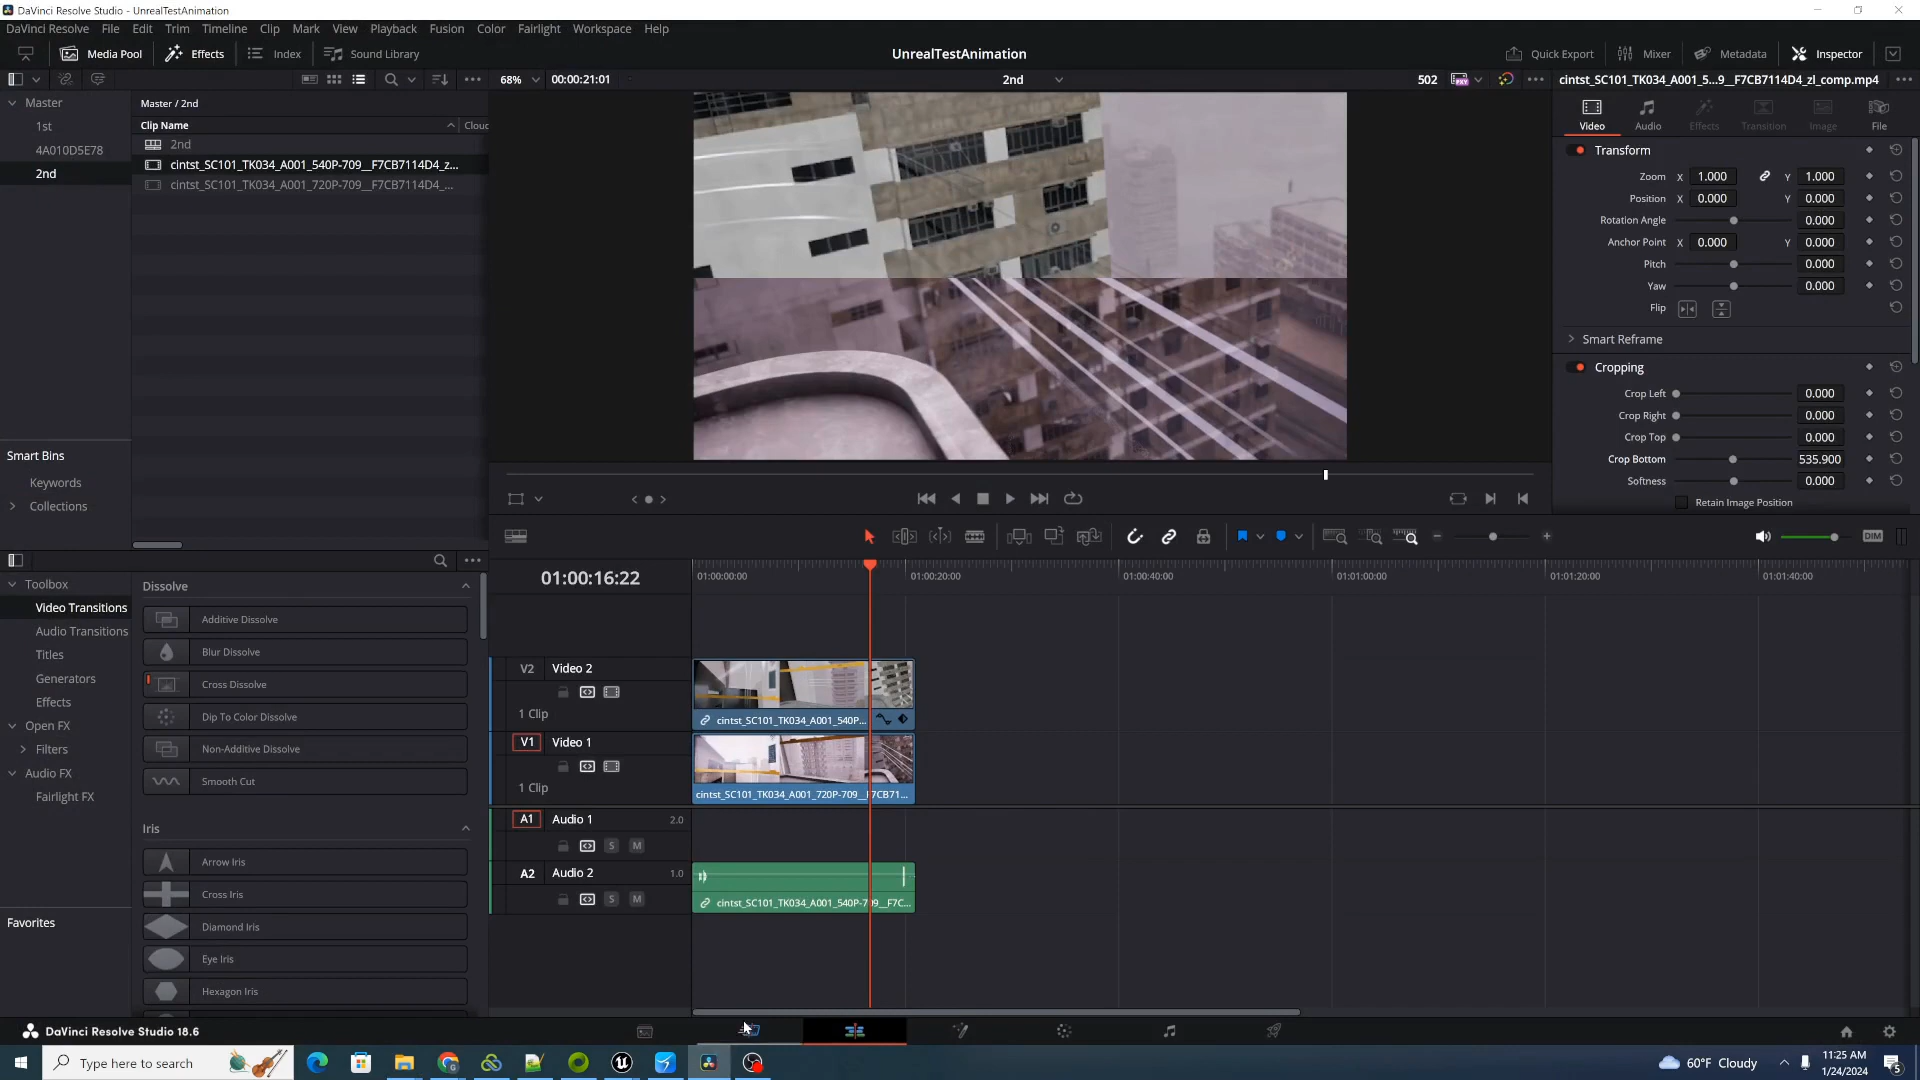 DaVinci Resolve Studio - UnrealTestAnimation
DaVinci Resolve File Edit Trim Timeline Clip Mark View Playback Fusion Color Fairlight Workspace Help
Media Pool Effects Index Sound Library UnrealTestAnimation Quick Export Mixer Metadata Inspector
68% 00:00:21:01 2nd 502 cintst_SC101_TK034_A001_5...9__F7CB7114D4_zl_comp.mp4
Master
1st
4A010D5E78
2nd
Master / 2nd
Clip Name Clouc
2nd
cintst_SC101_TK034_A001_540P-709__F7CB7114D4_z...
cintst_SC101_TK034_A001_720P-709__F7CB7114D4_...
Smart Bins
Keywords
Collections
Video Audio Effects Transition Image File
Transform
Zoom X 1.000 Y 1.000
Position X 0.000 Y 0.000
Rotation Angle 0.000
Anchor Point X 0.000 Y 0.000
Pitch 0.000
Yaw 0.000
Flip
Smart Reframe
Cropping
Crop Left 0.000
Crop Right 0.000
Crop Top 0.000
Crop Bottom 535.900
Softness 0.000
Retain Image Position
DIM
Toolbox
Video Transitions
Audio Transitions
Titles
Generators
Effects
Open FX
Filters
Audio FX
Fairlight FX
Favorites
Dissolve
Additive Dissolve
Blur Dissolve
Cross Dissolve
Dip To Color Dissolve
Non-Additive Dissolve
Smooth Cut
Iris
Arrow Iris
Cross Iris
Diamond Iris
Eye Iris
Hexagon Iris
01:00:16:22
01:00:00:00 01:00:20:00 01:00:40:00 01:01:00:00 01:01:20:00 01:01:40:00
V2 Video 2
1 Clip
cintst_SC101_TK034_A001_540P...
V1 Video 1
1 Clip
cintst_SC101_TK034_A001_720P-709__F7CB71...
A1 Audio 1 2.0
S M
A2 Audio 2 1.0
S M
cintst_SC101_TK034_A001_540P-709__F7C...
DaVinci Resolve Studio 18.6
Type here to search
60°F Cloudy
11:25 AM
1/24/2024
5